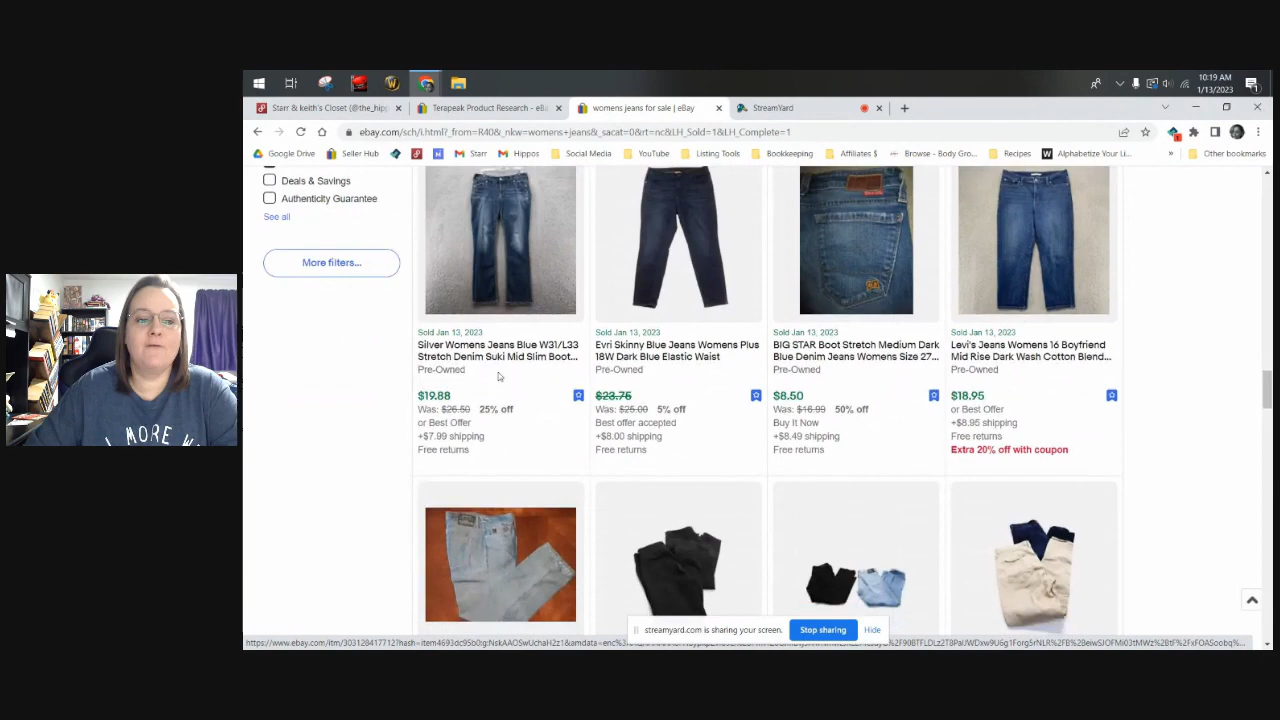 10:19 AM
1/13/2023
Starr & keith's Closet (@the_hipp
Terapeak Product Research - eBa
womens jeans for sale | eBay
StreamYard
ebay.com/sch/i.html?_from=R40&_nkw=womens+jeans&_sacat=0&rt=nc&LH_Sold=1&LH_Complete=1
Google Drive
Seller Hub
Starr
Hippos
Social Media
YouTube
Listing Tools
Bookkeeping
Affiliates $
Browse - Body Gro...
Recipes
Alphabetize Your Li...
»
Other bookmarks
Deals & Savings
Authenticity Guarantee
See all
More filters...
Sold Jan 13, 2023
Silver Womens Jeans Blue W31/L33
Stretch Denim Suki Mid Slim Boot...
Pre-Owned
$19.88
Was: $26.50 25% off
or Best Offer
+$7.99 shipping
Free returns
Sold Jan 13, 2023
Evri Skinny Blue Jeans Womens Plus
18W Dark Blue Elastic Waist
Pre-Owned
$23.75
Was: $25.00 5% off
Best offer accepted
+$8.00 shipping
Free returns
Sold Jan 13, 2023
BIG STAR Boot Stretch Medium Dark
Blue Denim Jeans Womens Size 27...
Pre-Owned
$8.50
Was: $16.99 50% off
Buy It Now
+$8.49 shipping
Free returns
Sold Jan 13, 2023
Levi's Jeans Womens 16 Boyfriend
Mid Rise Dark Wash Cotton Blend...
Pre-Owned
$18.95
or Best Offer
+$8.95 shipping
Free returns
Extra 20% off with coupon
streamyard.com is sharing your screen.
Stop sharing
Hide
MORE